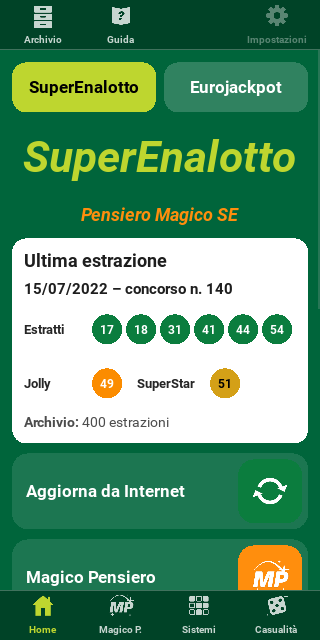 Archivio Guida Impostazioni
SuperEnalotto Eurojackpot
SuperEnalotto
Pensiero Magico SE
Ultima estrazione
15/07/2022 – concorso n. 140
Estratti 17 18 31 41 44 54
Jolly 49 SuperStar 51
Archivio: 400 estrazioni
Aggiorna da Internet
Magico Pensiero MP
MP
Home Magico P. Sistemi Casualità